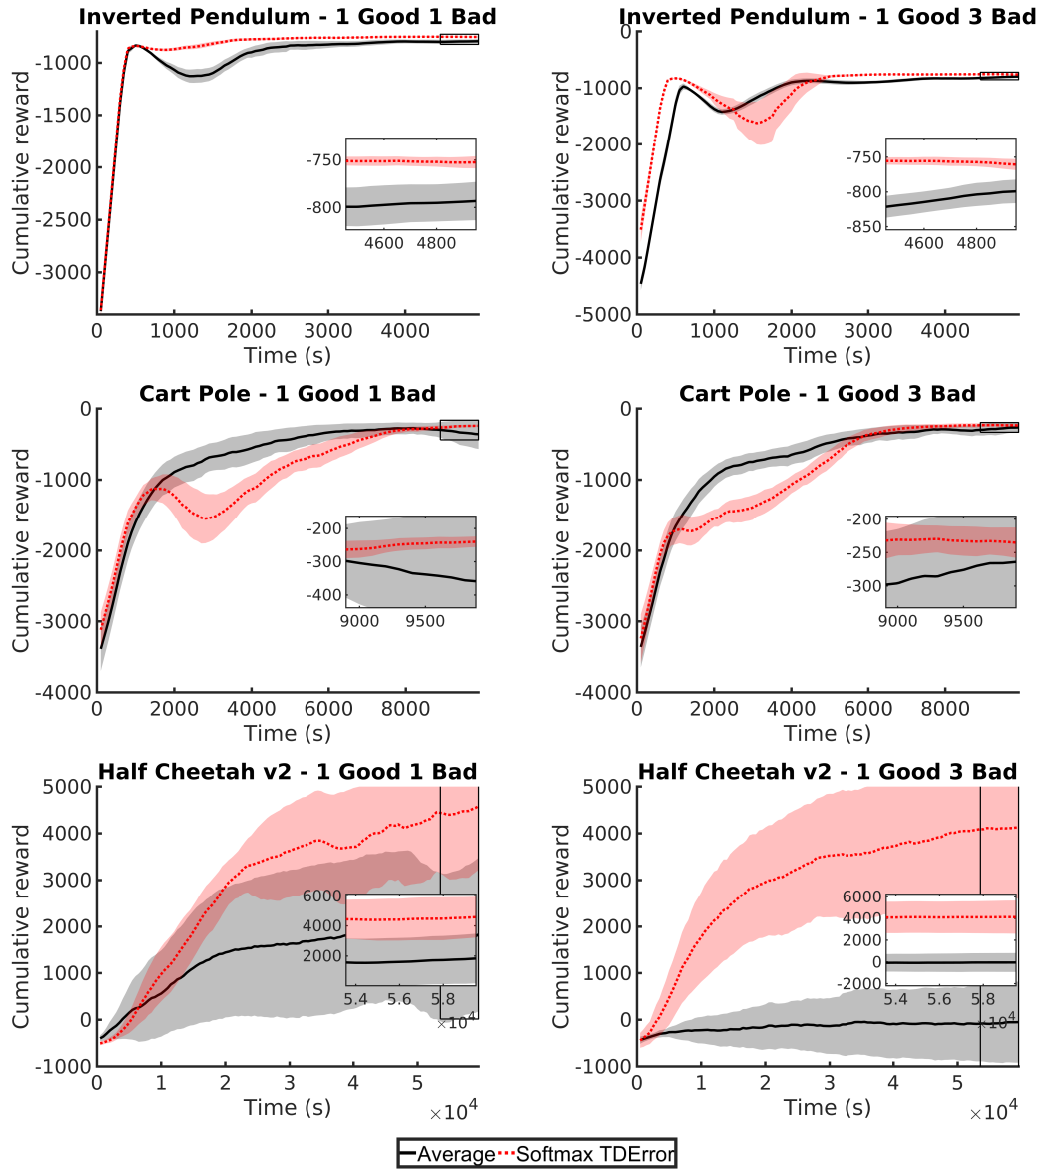 Inverted Pendulum - 1 Good 1 Bad
Cumulative reward
-1000
-1500
-2000
-2500
-3000
-750
-800
4600 4800
0 1000 2000 3000 4000
Time (s)
Inverted Pendulum - 1 Good 3 Bad
Cumulative reward
0
-1000
-2000
-3000
-4000
-5000
-750
-800
-850
4600 4800
0 1000 2000 3000 4000
Time (s)
Cart Pole - 1 Good 1 Bad
Cumulative reward
0
-1000
-2000
-3000
-4000
-200
-300
-400
9000 9500
0 2000 4000 6000 8000
Time (s)
Cart Pole - 1 Good 3 Bad
Cumulative reward
0
-1000
-2000
-3000
-4000
-200
-250
-300
9000 9500
0 2000 4000 6000 8000
Time (s)
Half Cheetah v2 - 1 Good 1 Bad
Cumulative reward
5000
4000
3000
2000
1000
0
-1000
6000
4000
2000
5.4 5.6 5.8
×10⁴
0 1 2 3 4 5
Time (s)
×10⁴
Half Cheetah v2 - 1 Good 3 Bad
Cumulative reward
5000
4000
3000
2000
1000
0
-1000
6000
4000
2000
0
-2000
5.4 5.6 5.8
×10⁴
0 1 2 3 4 5
Time (s)
×10⁴
Average Softmax TDError